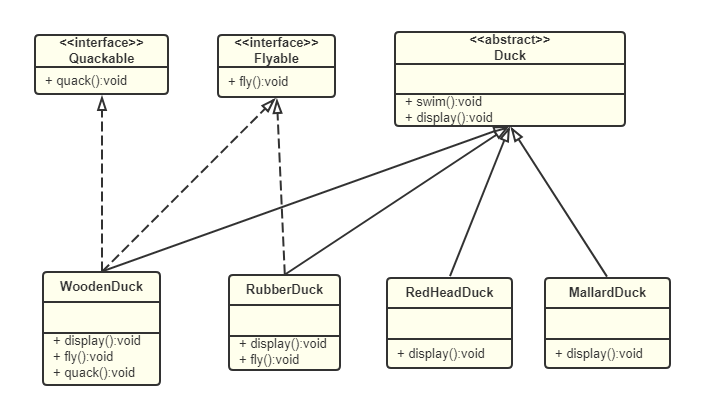 <<interface>>
Quackable
+ quack():void
<<interface>>
Flyable
+ fly():void
<<abstract>>
Duck
+ swim():void
+ display():void
WoodenDuck
+ display():void
+ fly():void
+ quack():void
RubberDuck
+ display():void
+ fly():void
RedHeadDuck
+ display():void
MallardDuck
+ display():void